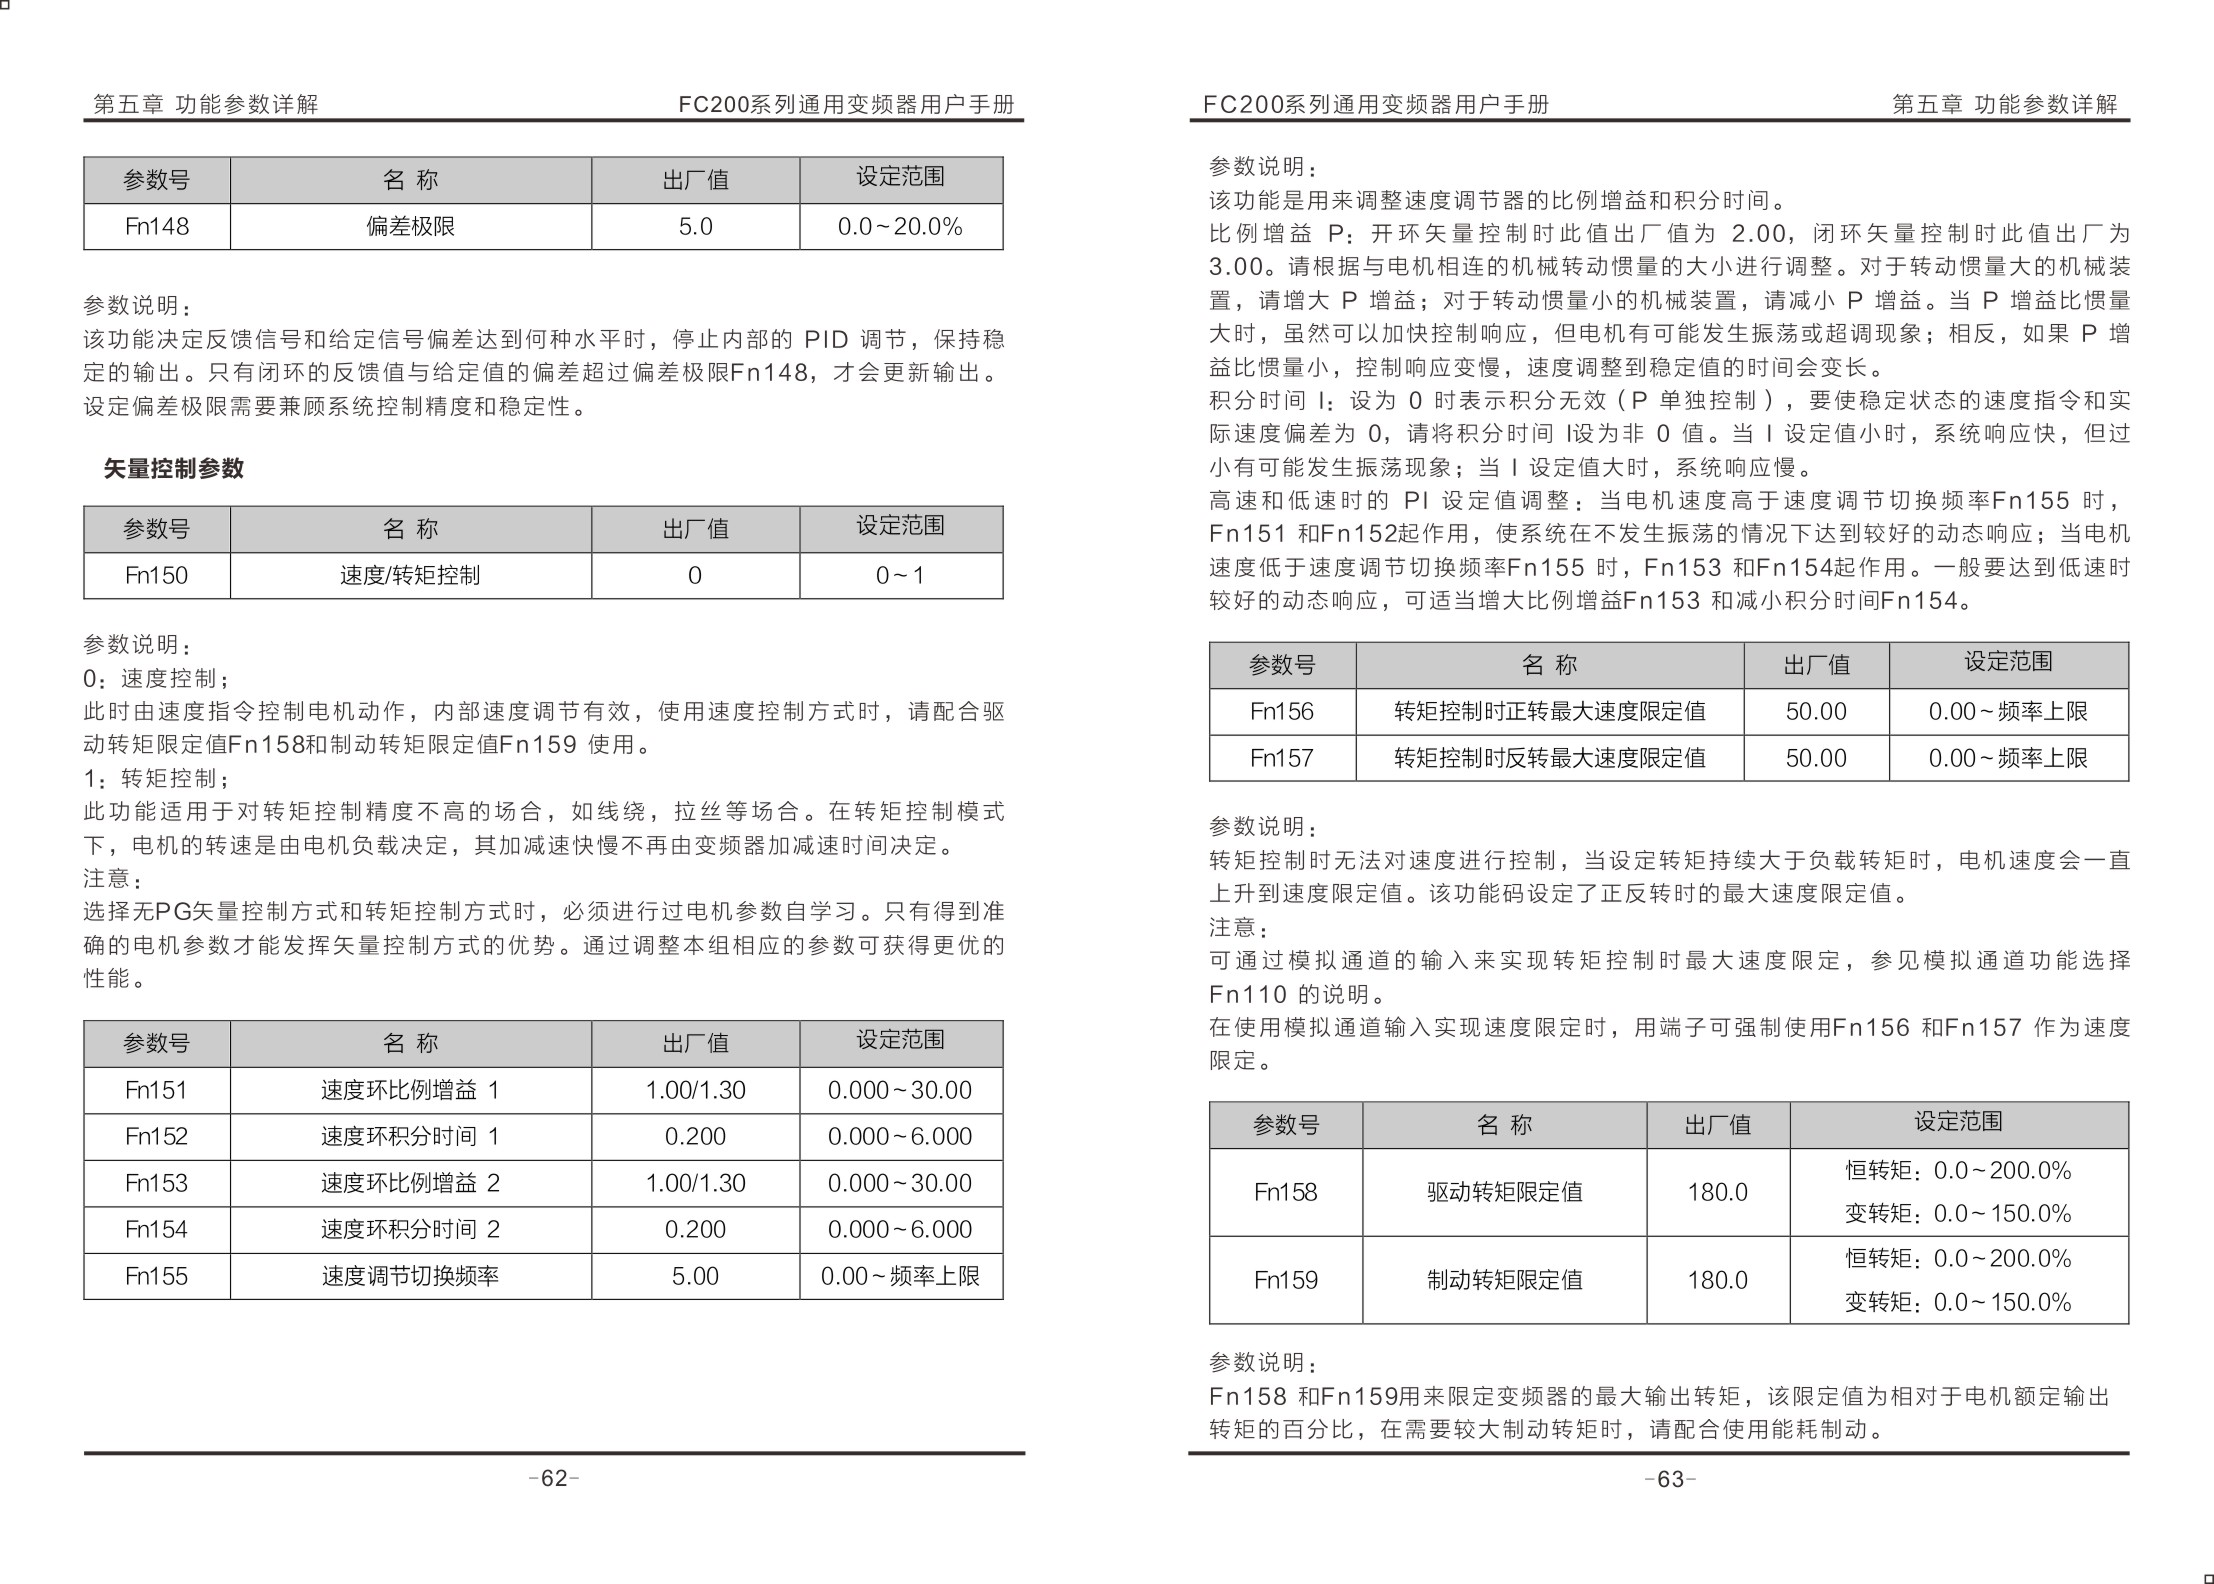 第五章 功能参数详解 FC200系列通用变频器用户手册
参数号 名 称 出厂值 设定范围
Fn148 偏差极限 5.0 0.0~20.0%
参数说明：
该功能决定反馈信号和给定信号偏差达到何种水平时，停止内部的 PID 调节，保持稳
定的输出。只有闭环的反馈值与给定值的偏差超过偏差极限Fn148，才会更新输出。
设定偏差极限需要兼顾系统控制精度和稳定性。
矢量控制参数
参数号 名 称 出厂值 设定范围
Fn150 速度/转矩控制 0 0~1
参数说明：
0：速度控制；
此时由速度指令控制电机动作，内部速度调节有效，使用速度控制方式时，请配合驱
动转矩限定值Fn158和制动转矩限定值Fn159 使用。
1：转矩控制；
此功能适用于对转矩控制精度不高的场合，如线绕，拉丝等场合。在转矩控制模式
下，电机的转速是由电机负载决定，其加减速快慢不再由变频器加减速时间决定。
注意：
选择无PG矢量控制方式和转矩控制方式时，必须进行过电机参数自学习。只有得到准
确的电机参数才能发挥矢量控制方式的优势。通过调整本组相应的参数可获得更优的
性能。
参数号 名 称 出厂值 设定范围
Fn151 速度环比例增益 1 1.00/1.30 0.000~30.00
Fn152 速度环积分时间 1 0.200 0.000~6.000
Fn153 速度环比例增益 2 1.00/1.30 0.000~30.00
Fn154 速度环积分时间 2 0.200 0.000~6.000
Fn155 速度调节切换频率 5.00 0.00~频率上限
-62-
FC200系列通用变频器用户手册 第五章 功能参数详解
参数说明：
该功能是用来调整速度调节器的比例增益和积分时间。
比例增益 P：开环矢量控制时此值出厂值为 2.00，闭环矢量控制时此值出厂为
3.00。请根据与电机相连的机械转动惯量的大小进行调整。对于转动惯量大的机械装
置，请增大 P 增益；对于转动惯量小的机械装置，请减小 P 增益。当 P 增益比惯量
大时，虽然可以加快控制响应，但电机有可能发生振荡或超调现象；相反，如果 P 增
益比惯量小，控制响应变慢，速度调整到稳定值的时间会变长。
积分时间 I：设为 0 时表示积分无效（P 单独控制），要使稳定状态的速度指令和实
际速度偏差为 0，请将积分时间 I设为非 0 值。当 I 设定值小时，系统响应快，但过
小有可能发生振荡现象；当 I 设定值大时，系统响应慢。
高速和低速时的 PI 设定值调整：当电机速度高于速度调节切换频率Fn155 时，
Fn151 和Fn152起作用，使系统在不发生振荡的情况下达到较好的动态响应；当电机
速度低于速度调节切换频率Fn155 时，Fn153 和Fn154起作用。一般要达到低速时
较好的动态响应，可适当增大比例增益Fn153 和减小积分时间Fn154。
参数号 名 称 出厂值 设定范围
Fn156 转矩控制时正转最大速度限定值 50.00 0.00~频率上限
Fn157 转矩控制时反转最大速度限定值 50.00 0.00~频率上限
参数说明：
转矩控制时无法对速度进行控制，当设定转矩持续大于负载转矩时，电机速度会一直
上升到速度限定值。该功能码设定了正反转时的最大速度限定值。
注意：
可通过模拟通道的输入来实现转矩控制时最大速度限定，参见模拟通道功能选择
Fn110 的说明。
在使用模拟通道输入实现速度限定时，用端子可强制使用Fn156 和Fn157 作为速度
限定。
参数号 名 称 出厂值 设定范围
Fn158 驱动转矩限定值 180.0 恒转矩：0.0~200.0%
变转矩：0.0~150.0%
Fn159 制动转矩限定值 180.0 恒转矩：0.0~200.0%
变转矩：0.0~150.0%
参数说明：
Fn158 和Fn159用来限定变频器的最大输出转矩，该限定值为相对于电机额定输出
转矩的百分比，在需要较大制动转矩时，请配合使用能耗制动。
-63-